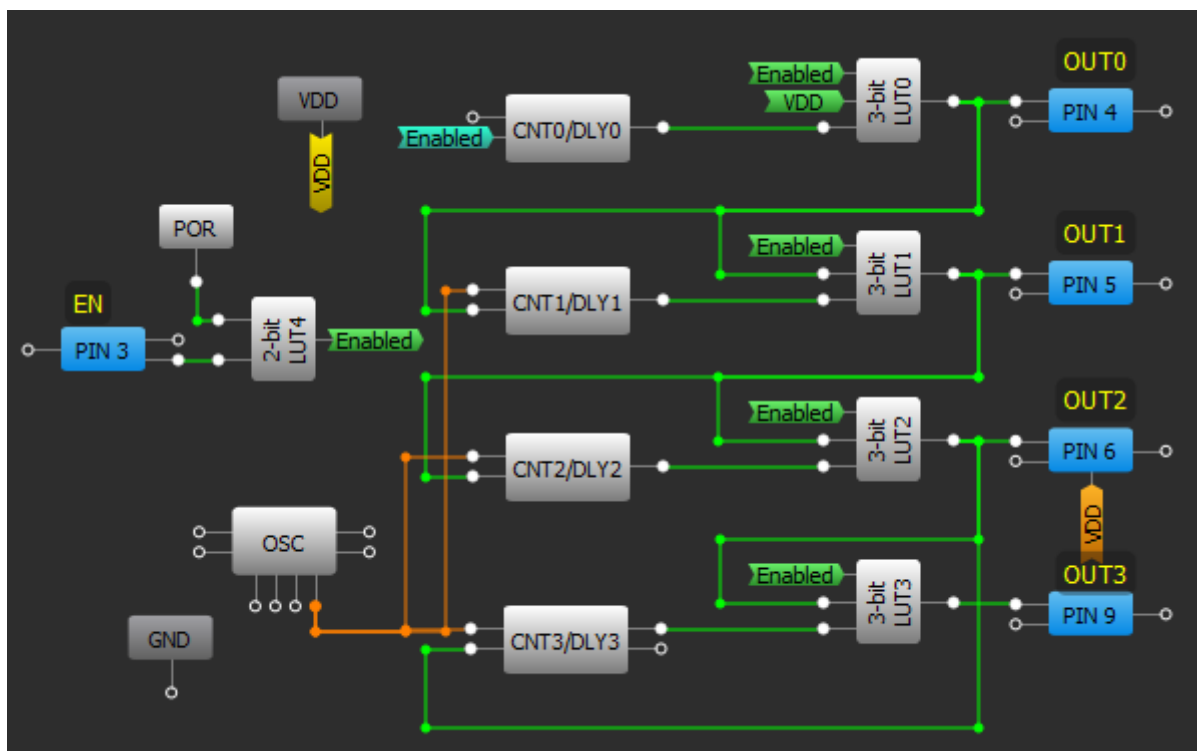 OUT0
VDD
Enabled
VDD
3-bit
LUT0
PIN 4
CNT0/DLY0
Enabled
VDD
POR
OUT1
Enabled
3-bit
LUT1
PIN 5
CNT1/DLY1
EN
PIN 3
2-bit
LUT4
Enabled
OUT2
Enabled
3-bit
LUT2
PIN 6
CNT2/DLY2
OSC
VDD
OUT3
Enabled
3-bit
LUT3
PIN 9
CNT3/DLY3
GND